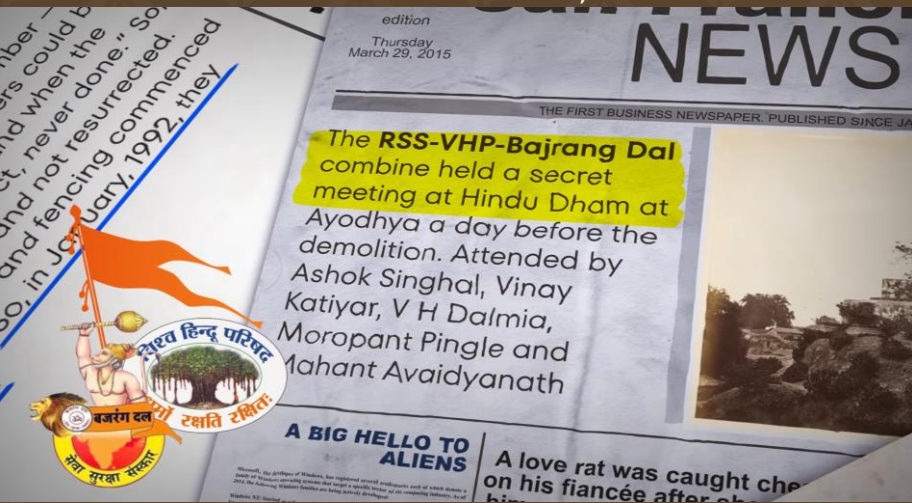 and when the
ct, never done." So
and not resurrected.
and fencing commenced
so, in January, 1992, they
edition
Thursday
March 29, 2015
NEWS
THE FIRST BUSINESS NEWSPAPER. PUBLISHED SINCE
The RSS-VHP-Bajrang Dal
combine held a secret
meeting at Hindu Dham at
Ayodhya a day before the
demolition. Attended by
Ashok Singhal, Vinay
Katiyar, V H Dalmia,
Moropant Pingle and
Mahant Avaidyanath
विश्व हिन्दू परिषद
धर्मो रक्षति रक्षितः
बजरंग दल
सेवा सुरक्षा संस्कार
A BIG HELLO TO
ALIENS
A love rat was caught
on his fiancée after